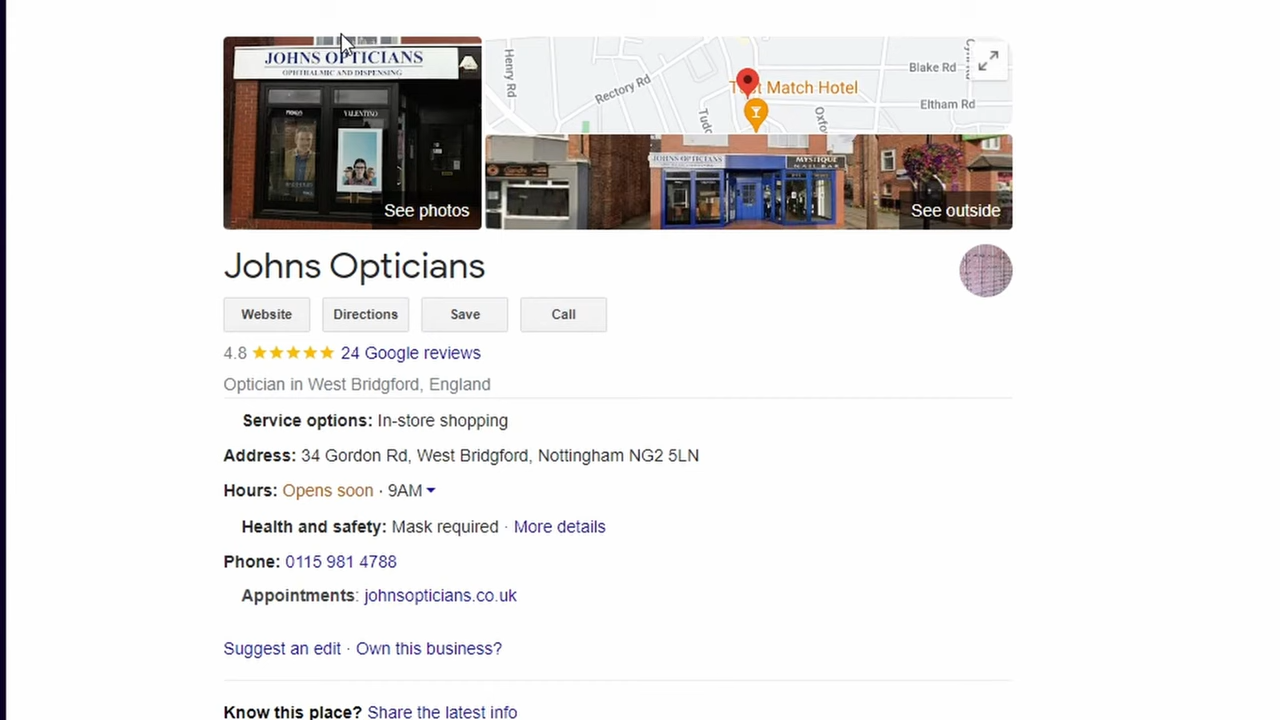 JOHNS OPTICIANS
OPHTHALMIC AND DISPENSING
VALENTINO
See photos
Henry Rd
Rectory Rd
Blake Rd
Eltham Rd
Match Hotel
JOHNS OPTICIANS
MYSTIQUE
NAIL BAR
See outside
Johns Opticians
Website
Directions
Save
Call
4.8 24 Google reviews
Optician in West Bridgford, England
Service options: In-store shopping
Address: 34 Gordon Rd, West Bridgford, Nottingham NG2 5LN
Hours: Opens soon · 9AM
Health and safety: Mask required · More details
Phone: 0115 981 4788
Appointments: johnsopticians.co.uk
Suggest an edit · Own this business?
Know this place? Share the latest info